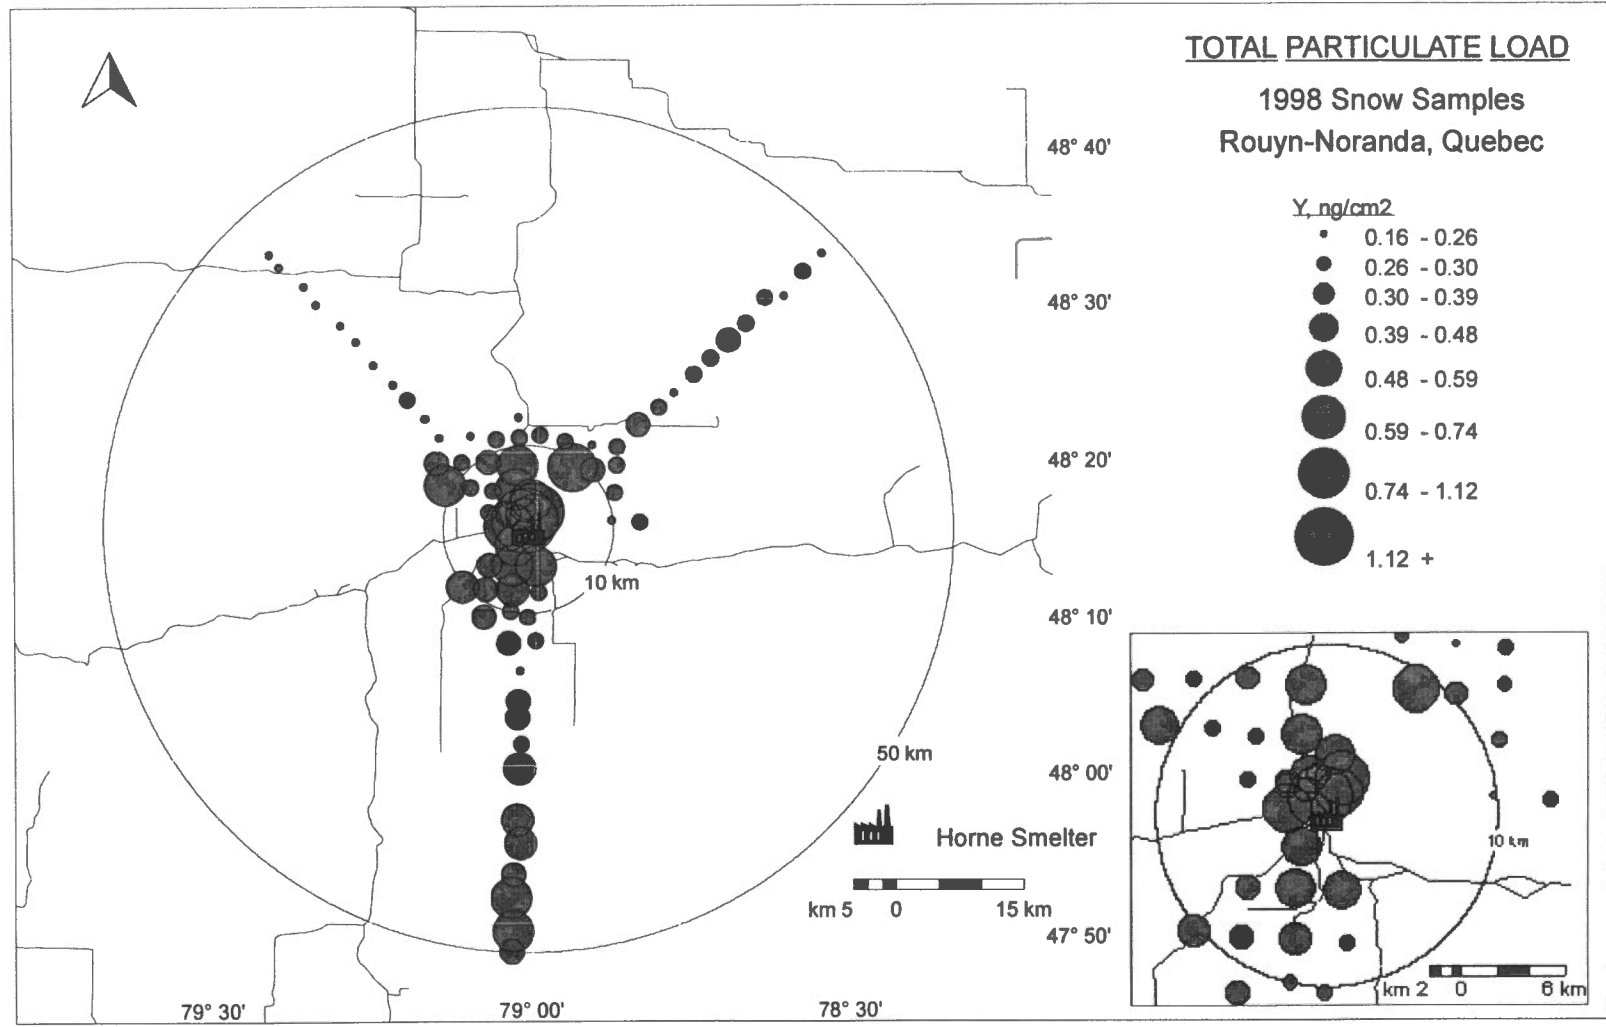 TOTAL PARTICULATE LOAD
1998 Snow Samples
Rouyn-Noranda, Quebec
Y, ng/cm2
0.16 - 0.26
0.26 - 0.30
0.30 - 0.39
0.39 - 0.48
0.48 - 0.59
0.59 - 0.74
0.74 - 1.12
1.12 +
48° 40'
48° 30'
48° 20'
48° 10'
48° 00'
47° 50'
10 km
50 km
Horne Smelter
km 5 0 15 km
79° 30' 79° 00' 78° 30'
10 km
km 2 0 6 km